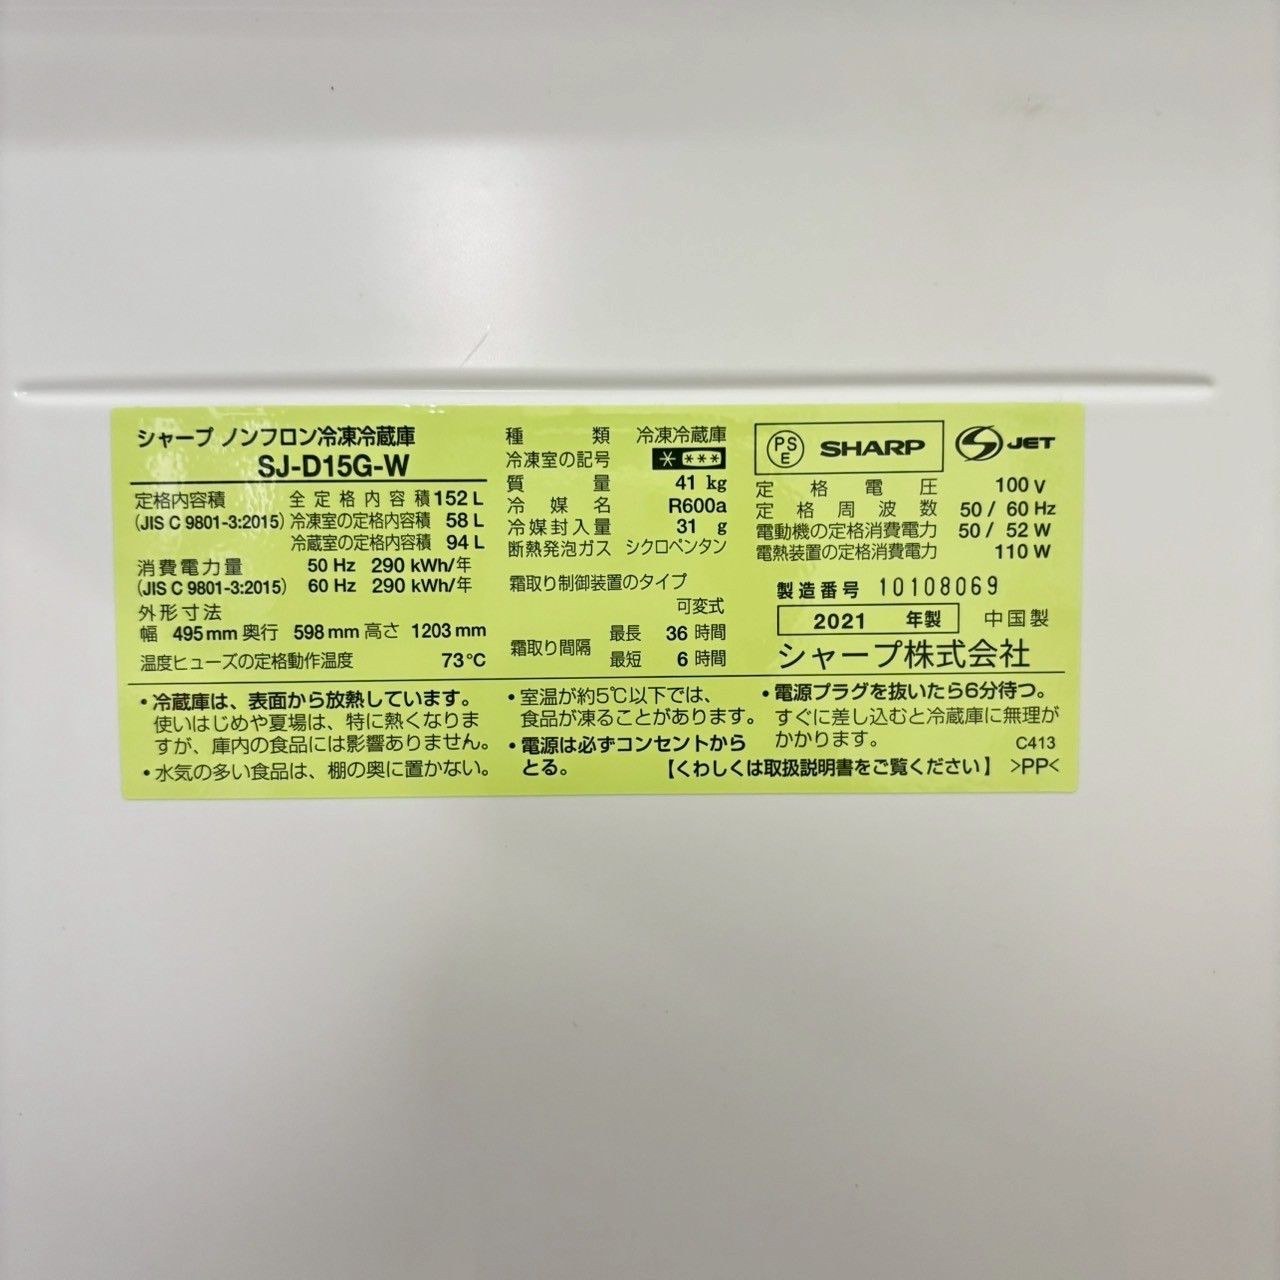 シャープ ノンフロン冷凍冷蔵庫
SJ-D15G-W
定格内容積 全定格内容積 152 L
(JIS C 9801-3:2015) 冷凍室の定格内容積 58 L
冷蔵室の定格内容積 94 L
消費電力量 50 Hz 290 kWh/年
(JIS C 9801-3:2015) 60 Hz 290 kWh/年
外形寸法
幅 495 mm 奥行 598 mm 高さ 1203 mm
温度ヒューズの定格動作温度 73℃
種類 冷凍冷蔵庫
冷凍室の記号 * ***
質量 41 kg
冷媒名 R600a
冷媒封入量 31 g
断熱発泡ガス シクロペンタン
霜取り制御装置のタイプ
可変式
霜取り間隔 最長 36 時間
最短 6 時間
PS E SHARP JET
定格電圧 100 V
定格周波数 50 / 60 Hz
電動機の定格消費電力 50 / 52 W
電熱装置の定格消費電力 110 W
製造番号 10108069
2021 年製 中国製
シャープ株式会社
・冷蔵庫は、表面から放熱しています。
使いはじめや夏場は、特に熱くなりま
すが、庫内の食品には影響ありません。
・水気の多い食品は、棚の奥に置かない。
・室温が約5℃以下では、
食品が凍ることがあります。
・電源は必ずコンセントから
とる。
・電源プラグを抜いたら6分待つ。
すぐに差し込むと冷蔵庫に無理が
かかります。 C413
【くわしくは取扱説明書をご覧ください】 >PP<